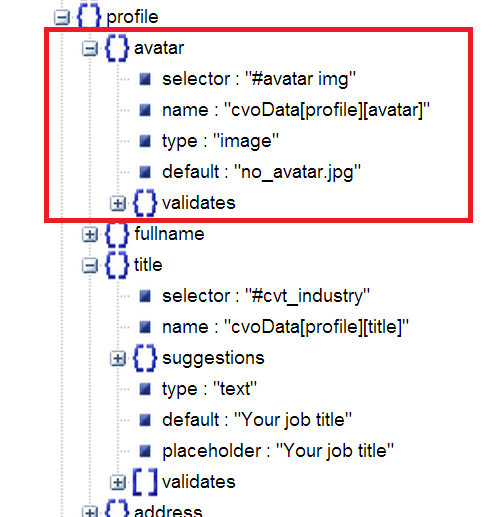 profile
avatar
selector : "#avatar img"
name : "cvoData[profile][avatar]"
type : "image"
default : "no_avatar.jpg"
validates
fullname
title
selector : "#cvt_industry"
name : "cvoData[profile][title]"
suggestions
type : "text"
default : "Your job title"
placeholder : "Your job title"
validates
address